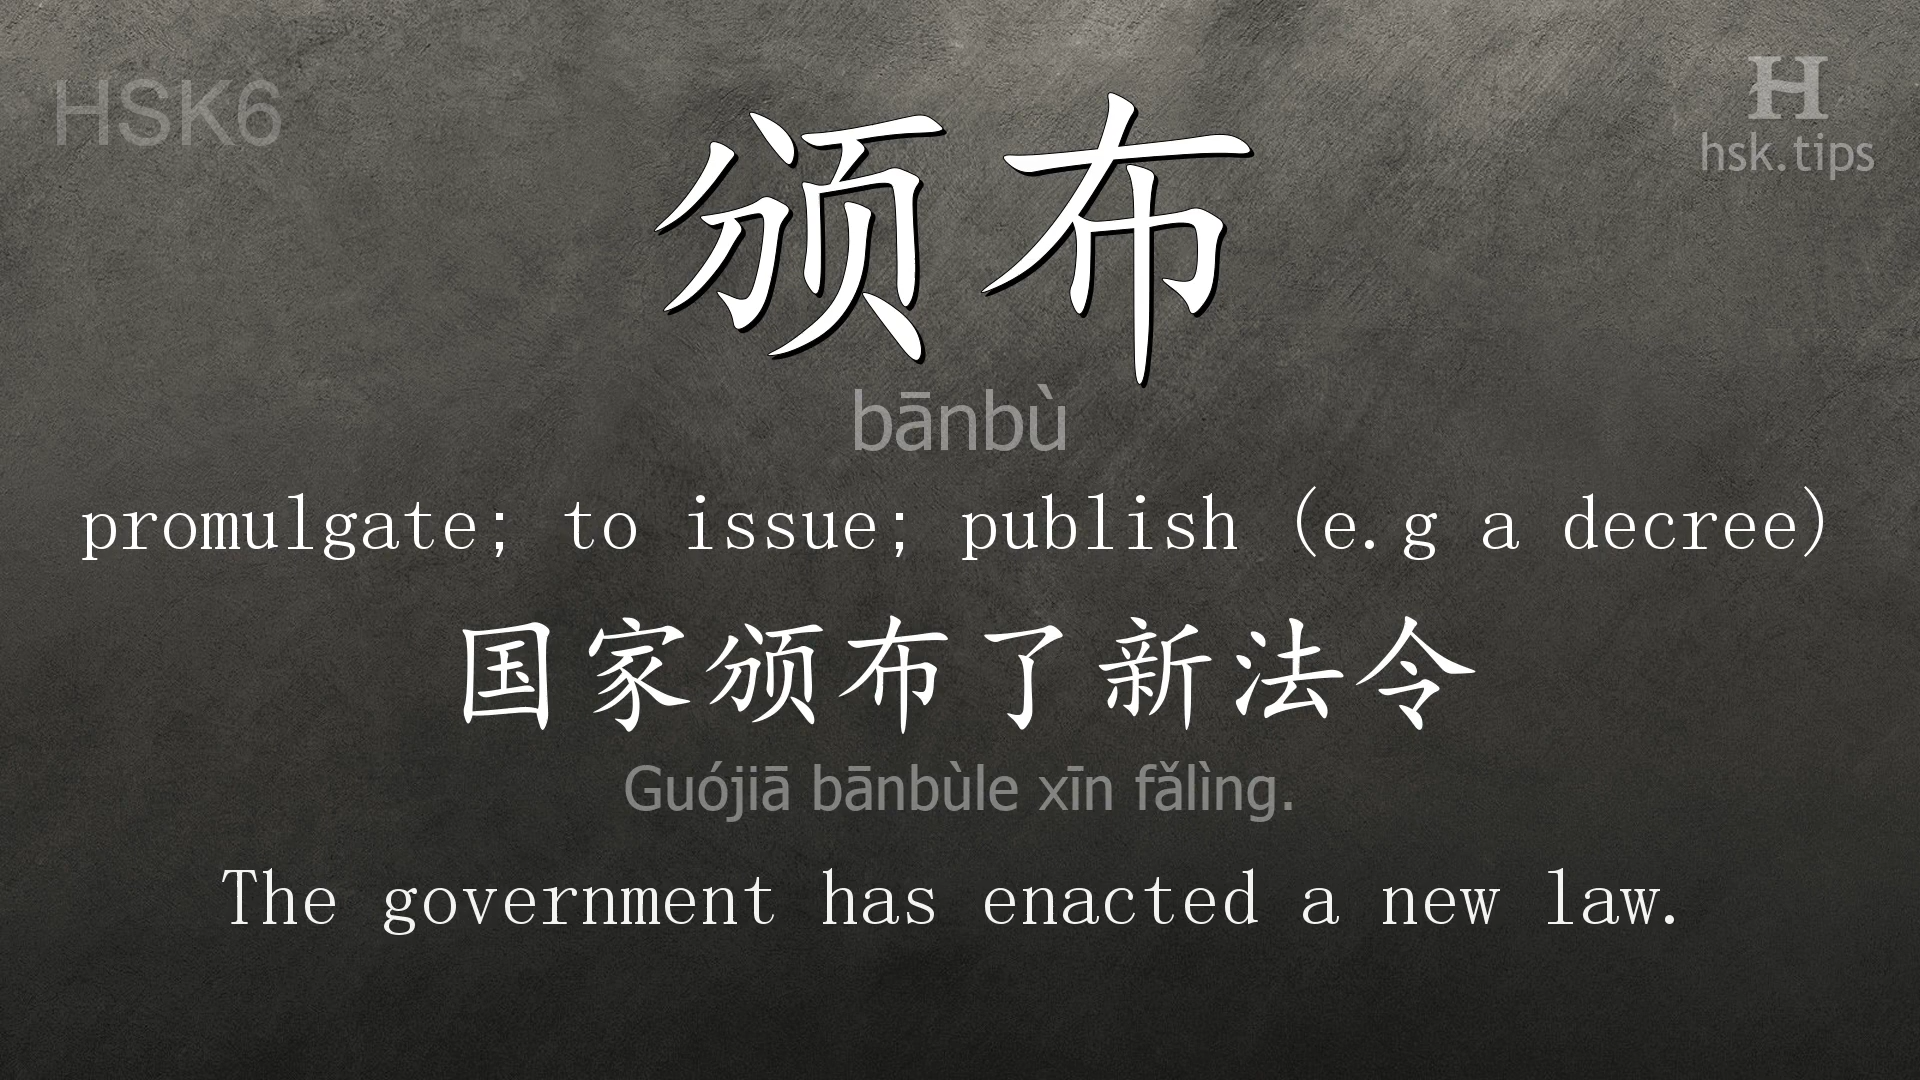 HSK6
H
hsk.tips
颁布
bānbù
promulgate; to issue; publish (e.g a decree)
国家颁布了新法令
Guójiā bānbùle xīn fǎlìng.
The government has enacted a new law.